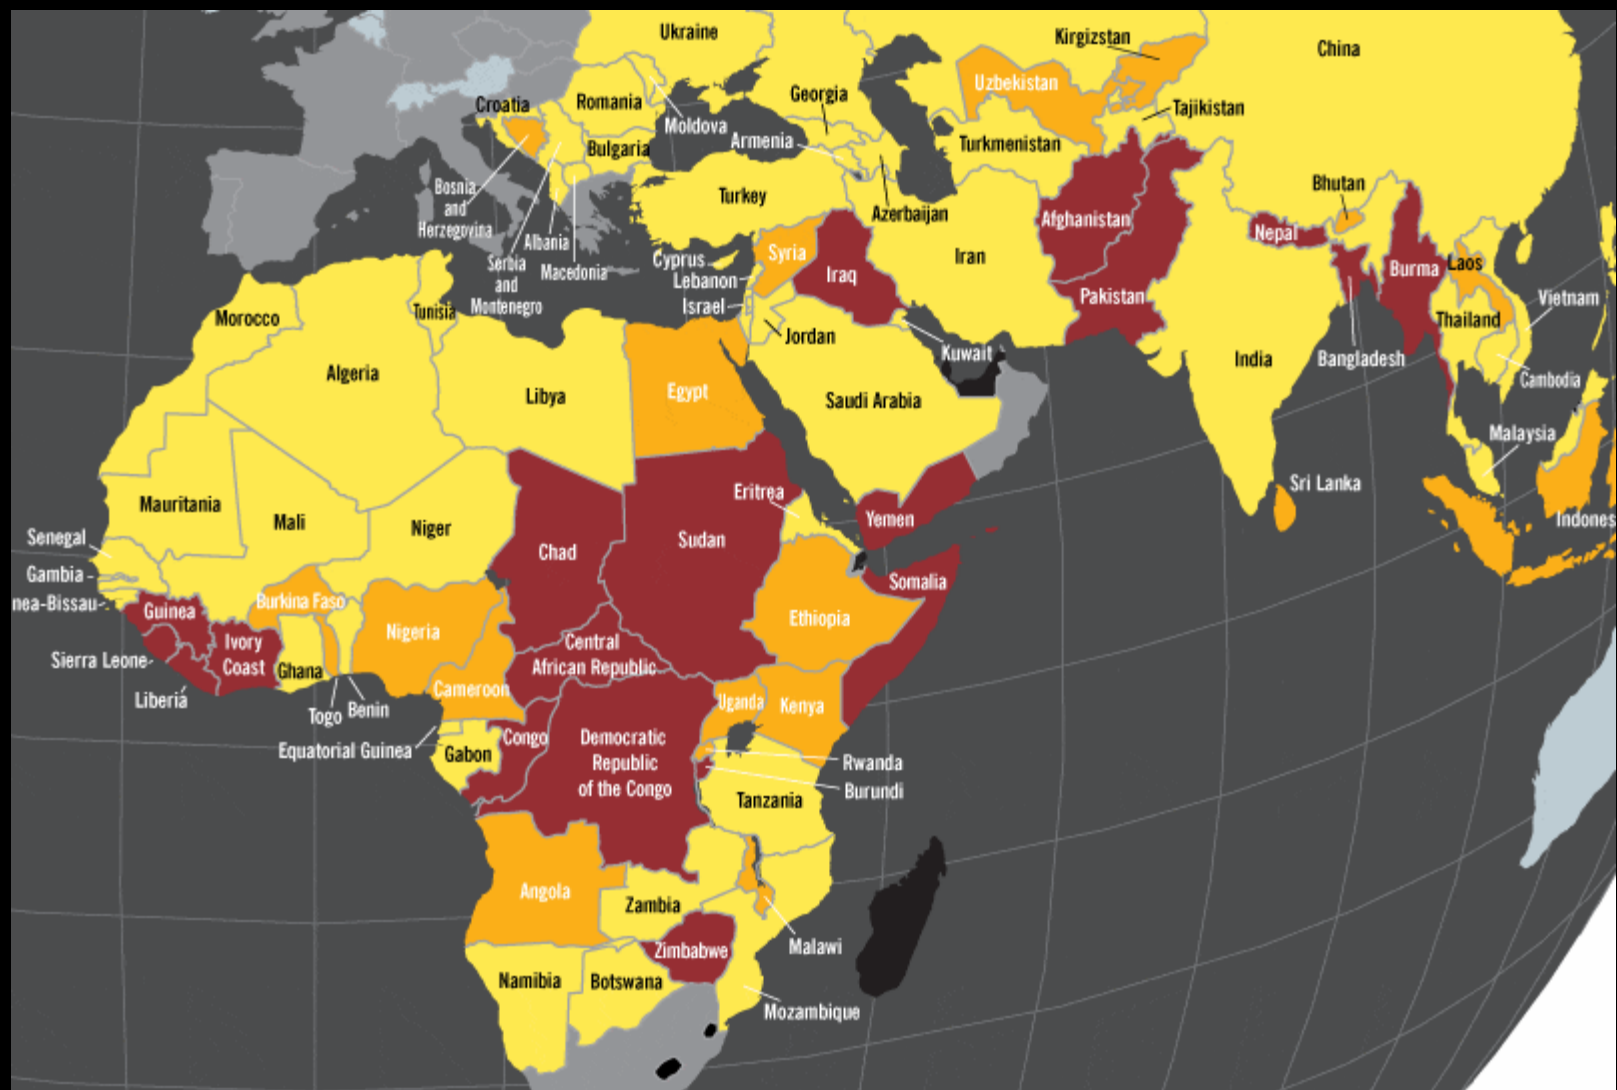 Ukraine
Kirgizstan
China
Uzbekistan
Croatia
Romania
Georgia
Tajikistan
Moldova
Armenia
Turkmenistan
Bulgaria
Bosnia
and
Herzegovina
Turkey
Bhutan
Azerbaijan
Afghanistan
Nepal
Albania
Serbia
and
Montenegro
Macedonia
Cyprus
Lebanon
Israel
Syria
Iraq
Iran
Pakistan
Burma
Laos
Vietnam
Morocco
Tunisia
Jordan
Kuwait
Thailand
India
Bangladesh
Cambodia
Algeria
Libya
Egypt
Saudi Arabia
Malaysia
Sri Lanka
Indones
Mauritania
Mali
Niger
Chad
Sudan
Eritrea
Yemen
Senegal
Gambia
nea-Bissau
Guinea
Burkina Faso
Nigeria
Ethiopia
Somalia
Ivory
Coast
Ghana
Central
African Republic
Sierra Leone
Liberia
Togo
Benin
Cameroon
Uganda
Kenya
Equatorial Guinea
Gabon
Congo
Democratic
Republic
of the Congo
Rwanda
Burundi
Tanzania
Angola
Zambia
Malawi
Zimbabwe
Namibia
Botswana
Mozambique